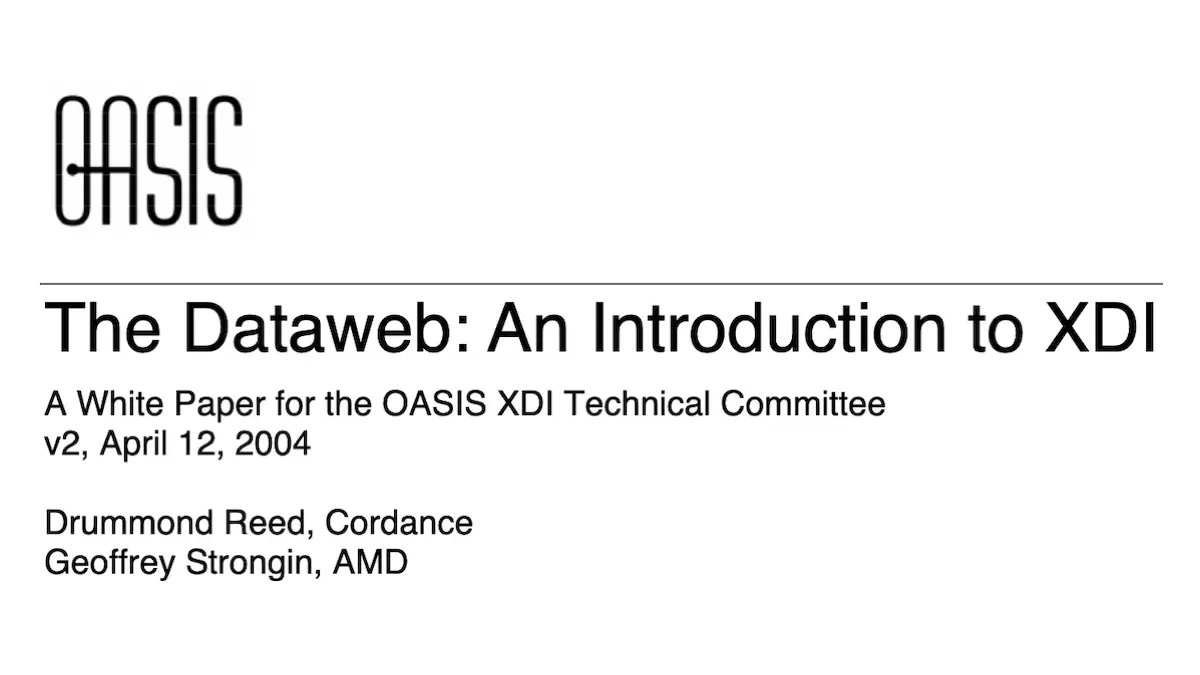 OASIS
The Dataweb: An Introduction to XDI
A White Paper for the OASIS XDI Technical Committee
v2, April 12, 2004
Drummond Reed, Cordance
Geoffrey Strongin, AMD